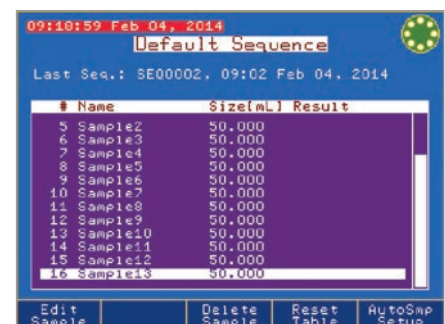 09:18:59 Feb 04, 2014
Default Sequence
Last Seq.: SEQ0002, 09:02 Feb 04, 2014
# Name Size[mL] Result
5 Sample2 50.000
6 Sample3 50.000
7 Sample4 50.000
8 Sample5 50.000
9 Sample6 50.000
10 Sample7 50.000
11 Sample8 50.000
12 Sample9 50.000
13 Sample10 50.000
14 Sample11 50.000
15 Sample12 50.000
16 Sample13 50.000
Edit Delete Reset AutoSmp
Sample Sample Table Setup